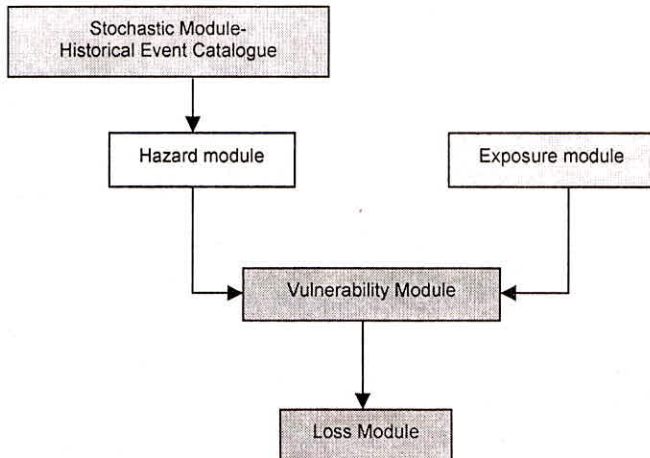 Stochastic Module-
Historical Event Catalogue
Hazard module
Exposure module
Vulnerability Module
Loss Module